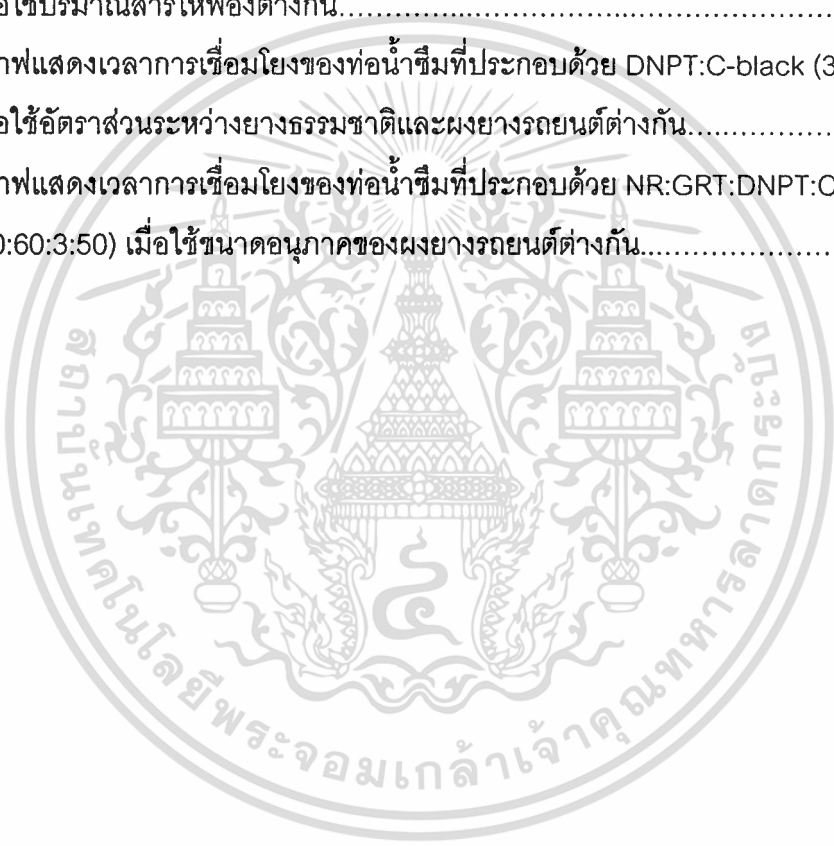 อใช้ปริมาณสารให้ฟองต่างกัน
าฟแสดงเวลาการเชื่อมโยงของท่อน้ำซึมที่ประกอบด้วย DNPT:C-black (3
อใช้อัตราส่วนระหว่างยางธรรมชาติและผงยางรถยนต์ต่างกัน
าฟแสดงเวลาการเชื่อมโยงของท่อน้ำซึมที่ประกอบด้วย NR:GRT:DNPT:C
0:60:3:50) เมื่อใช้ขนาดอนุภาคของผงยางรถยนต์ต่างกัน
สถาบันเทคโนโลยีพระจอมเกล้าเจ้าคุณทหารลาดกระบัง